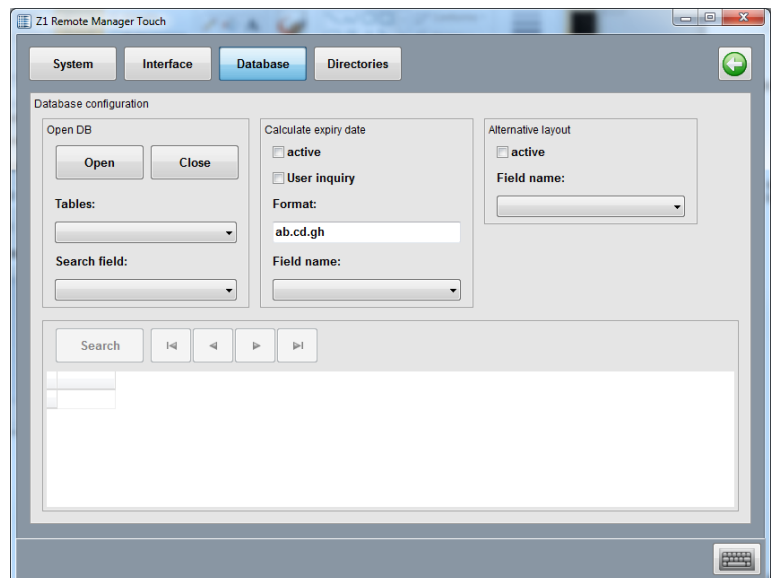 Z1 Remote Manager Touch
System
Interface
Database
Directories
Database configuration
Open DB
Open
Close
Tables:
Search field:
Calculate expiry date
active
User inquiry
Format:
ab.cd.gh
Field name:
Alternative layout
active
Field name:
Search